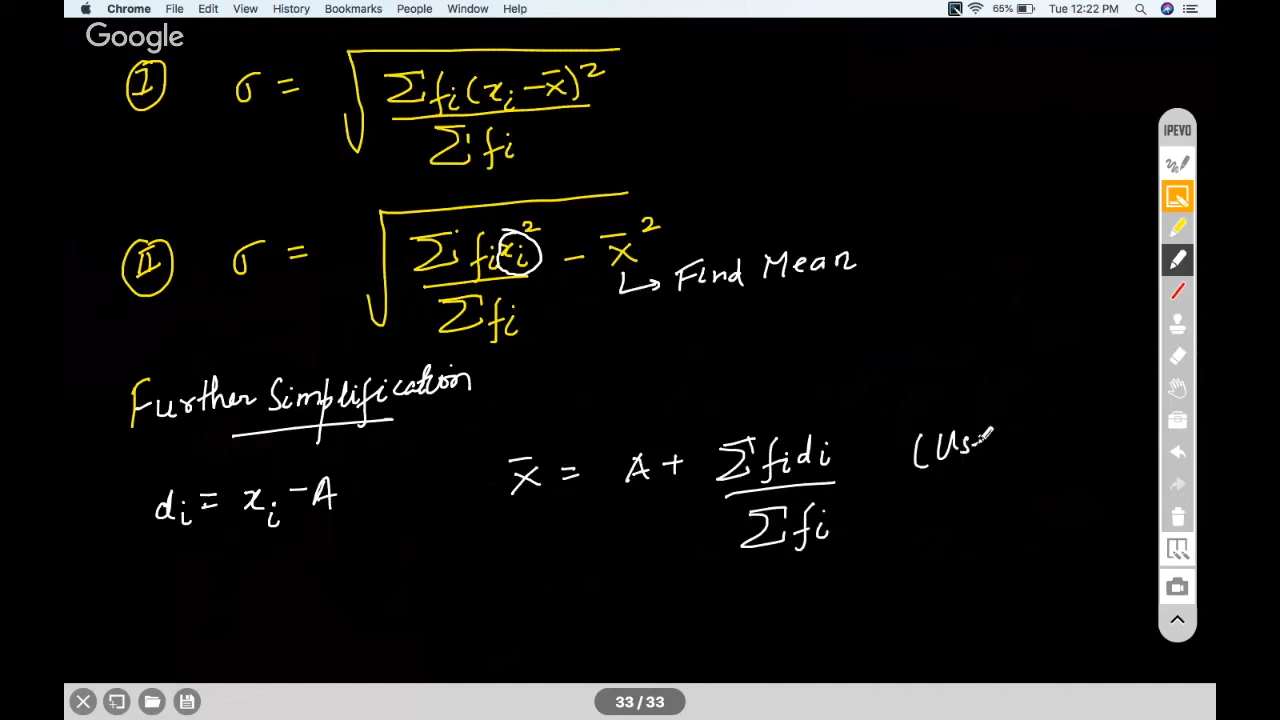 Chrome File Edit View History Bookmarks People Window Help 65% Tue 12:22 PM
Google
I σ = √(Σfi(xi - x̄)² / Σfi)
IPEVO
II σ = √(Σfixi² / Σfi - x̄²)
↳ Find Mean
Further Simplification
di = xi - A x̄ = A + Σfidi / Σfi (Us
33 / 33